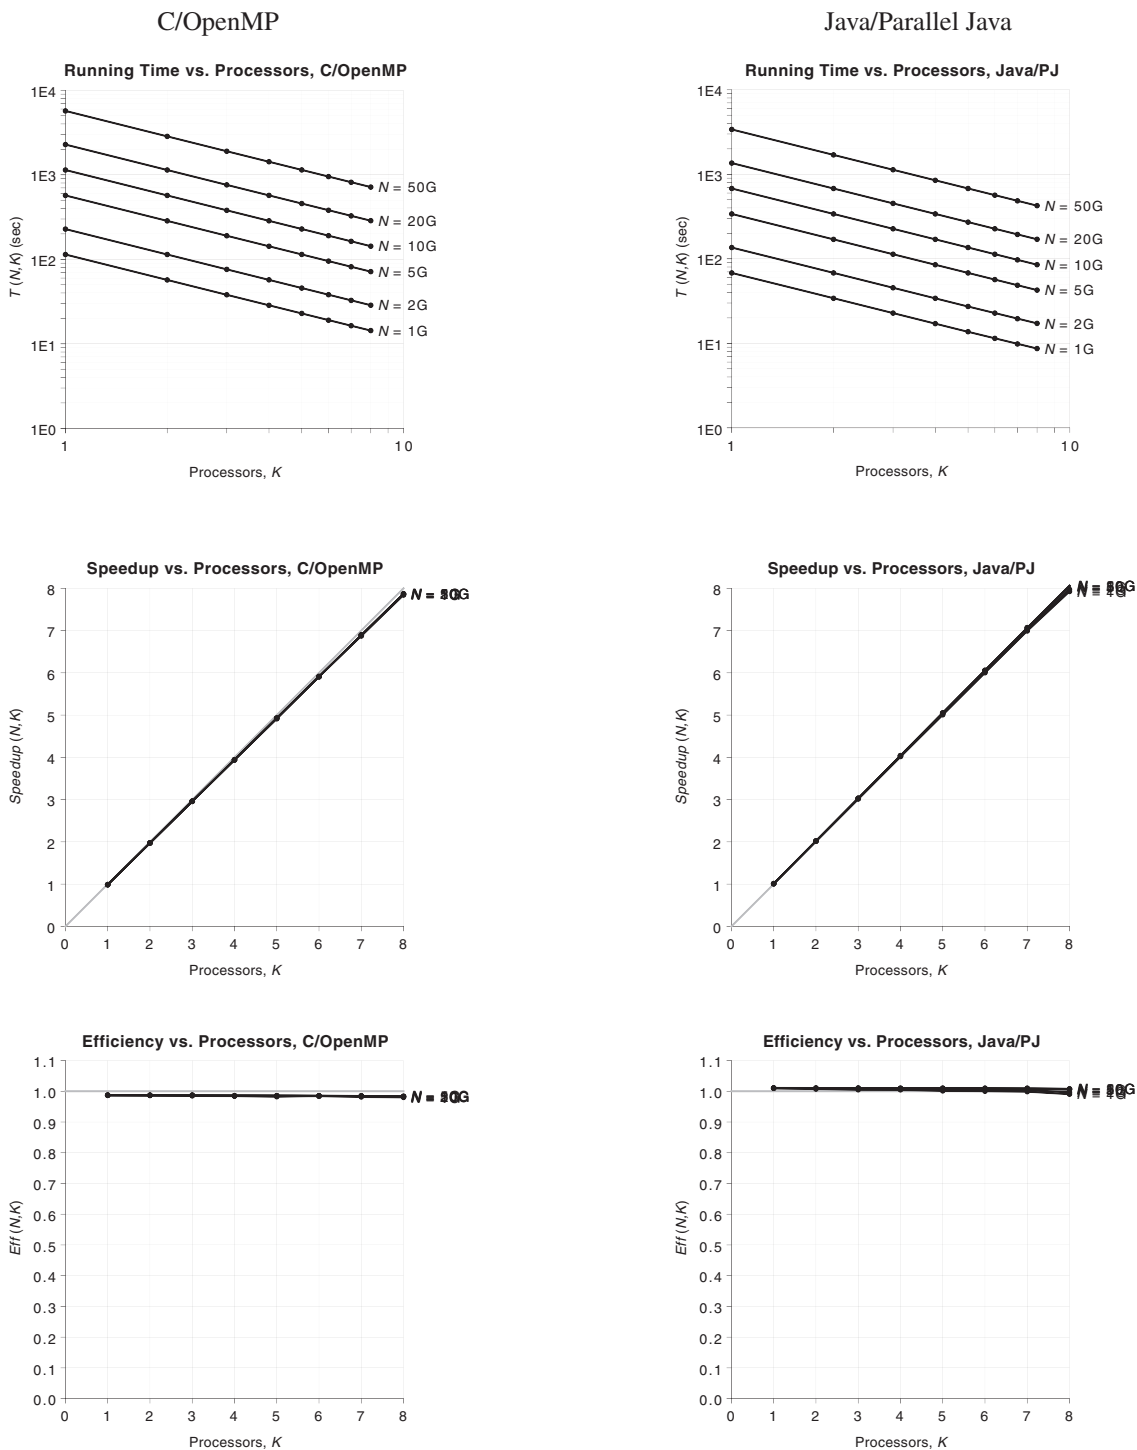 C/OpenMP
Java/Parallel Java
Running Time vs. Processors, C/OpenMP
1E4
1E3
1E2
1E1
1E0
T (N,K) (sec)
N = 50G
N = 20G
N = 10G
N = 5G
N = 2G
N = 1G
1 10
Processors, K
Running Time vs. Processors, Java/PJ
1E4
1E3
1E2
1E1
1E0
T (N,K) (sec)
N = 50G
N = 20G
N = 10G
N = 5G
N = 2G
N = 1G
1 10
Processors, K
Speedup vs. Processors, C/OpenMP
8
7
6
5
4
3
2
1
0
Speedup (N,K)
0 1 2 3 4 5 6 7 8
Processors, K
Speedup vs. Processors, Java/PJ
8
7
6
5
4
3
2
1
0
Speedup (N,K)
0 1 2 3 4 5 6 7 8
Processors, K
Efficiency vs. Processors, C/OpenMP
1.1
1.0
0.9
0.8
0.7
0.6
0.5
0.4
0.3
0.2
0.1
0.0
Eff (N,K)
0 1 2 3 4 5 6 7 8
Processors, K
Efficiency vs. Processors, Java/PJ
1.1
1.0
0.9
0.8
0.7
0.6
0.5
0.4
0.3
0.2
0.1
0.0
Eff (N,K)
0 1 2 3 4 5 6 7 8
Processors, K